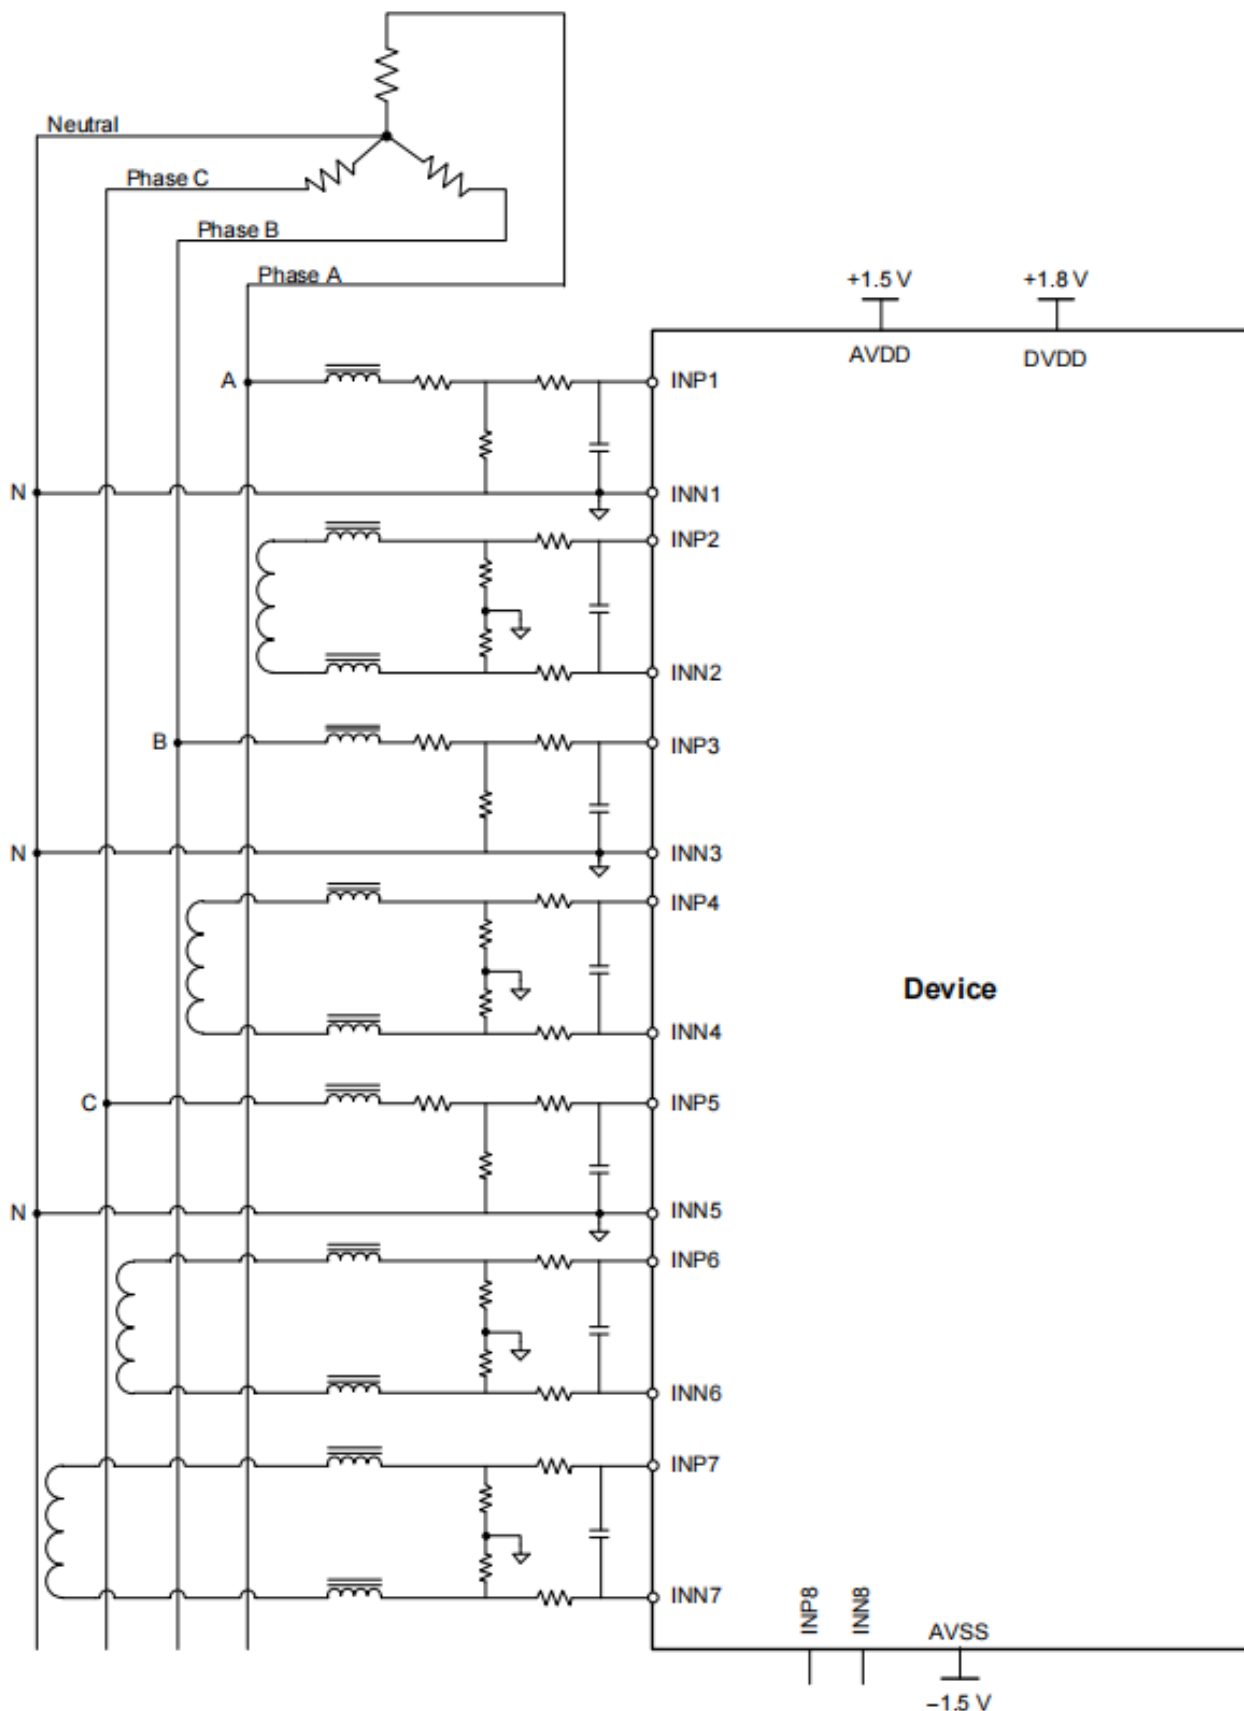 Neutral
Phase C
Phase B
Phase A
+1.5 V
+1.8 V
AVDD
DVDD
A
INP1
N
INN1
INP2
INN2
B
INP3
N
INN3
INP4
Device
INN4
C
INP5
N
INN5
INP6
INN6
INP7
INN7
INP8
INN8
AVSS
−1.5 V